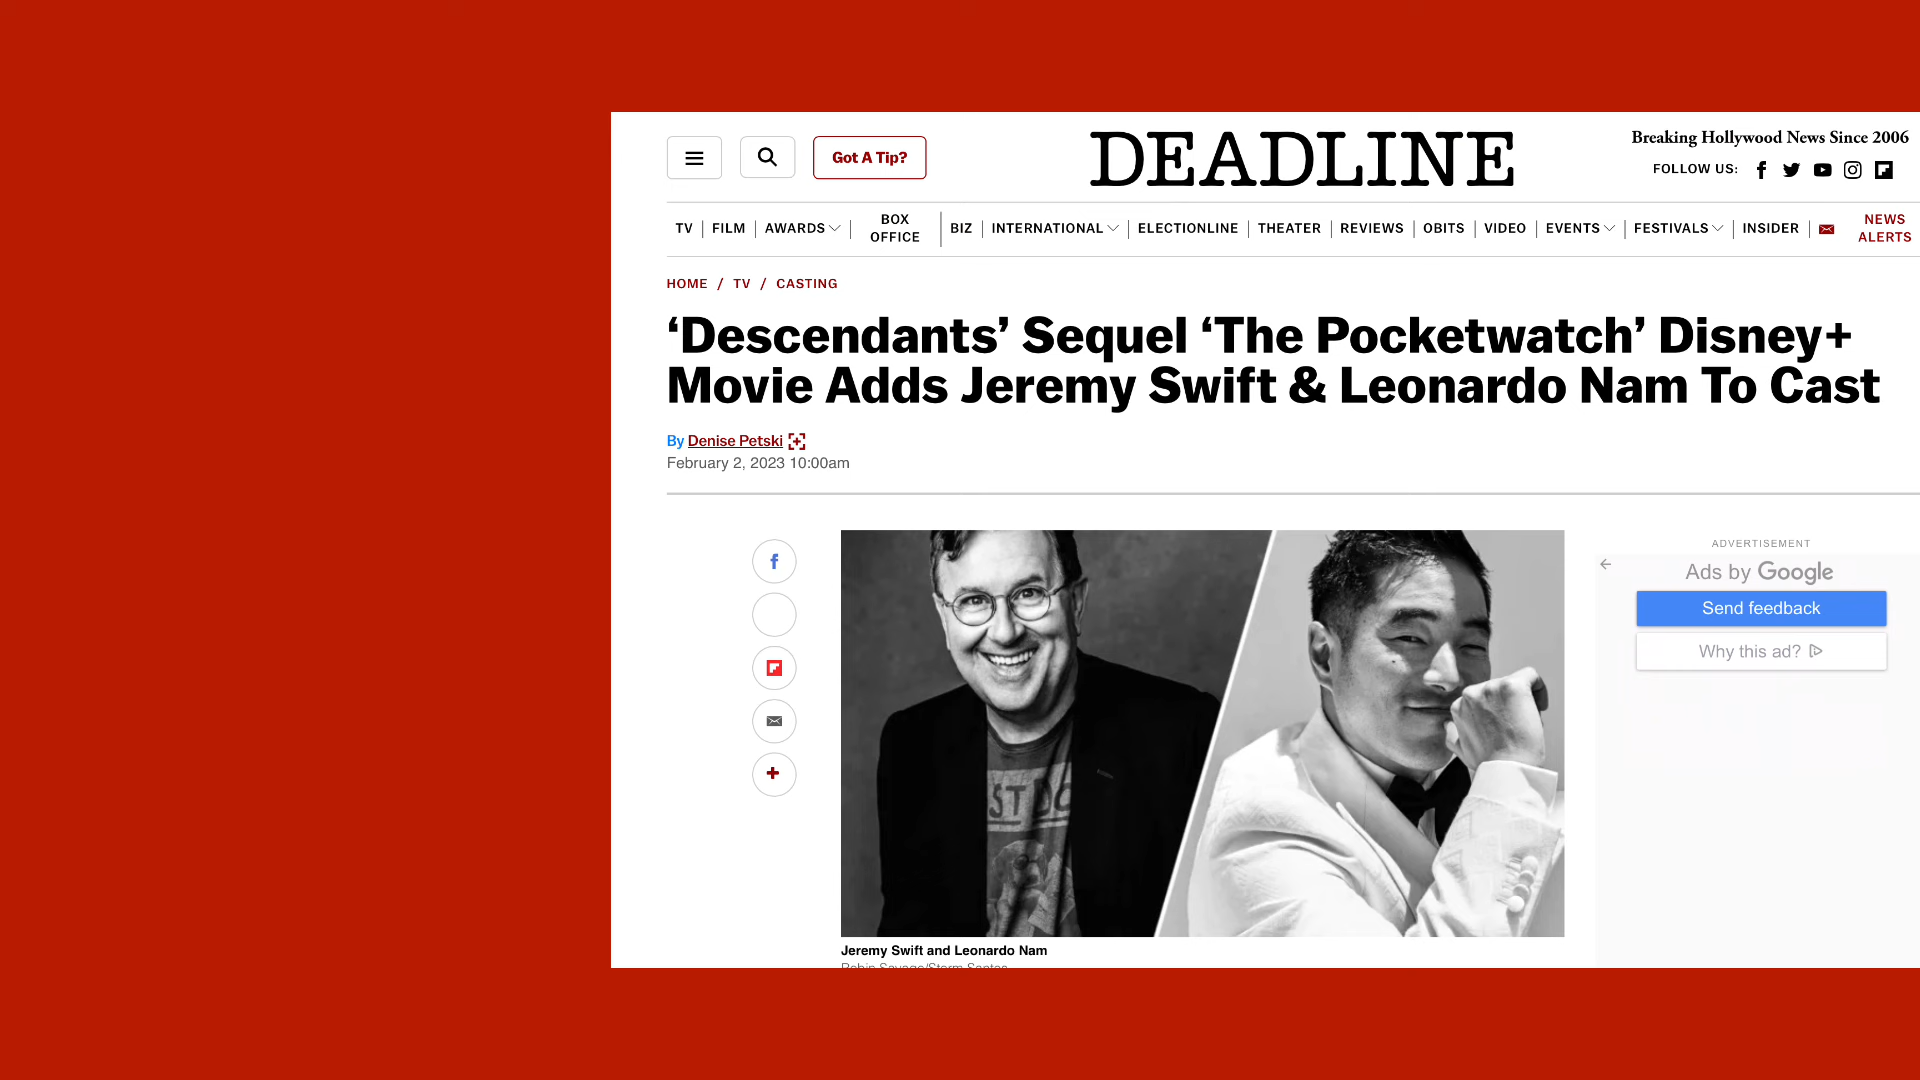 Got A Tip?
DEADLINE
Breaking Hollywood News Since 2006
FOLLOW US:
TV | FILM | AWARDS | BOX OFFICE | BIZ | INTERNATIONAL | ELECTIONLINE | THEATER | REVIEWS | OBITS | VIDEO | EVENTS | FESTIVALS | INSIDER | NEWS ALERTS
HOME / TV / CASTING
‘Descendants’ Sequel ‘The Pocketwatch’ Disney+
Movie Adds Jeremy Swift & Leonardo Nam To Cast
By Denise Petski
February 2, 2023 10:00am
ADVERTISEMENT
Ads by Google
Send feedback
Why this ad?
Jeremy Swift and Leonardo Nam